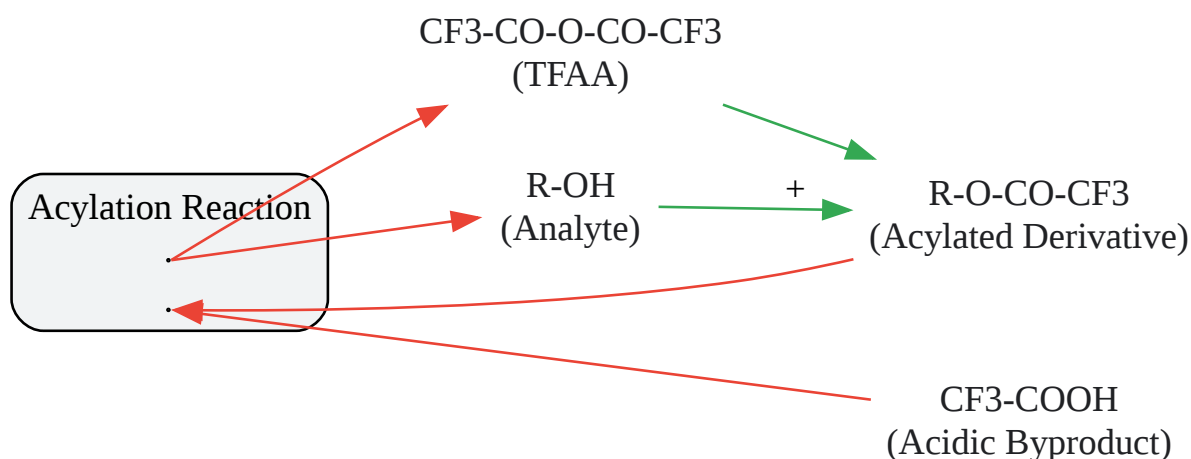 CF3-CO-O-CO-CF3
(TFAA)
Acylation Reaction
R-OH
(Analyte)
+
R-O-CO-CF3
(Acylated Derivative)
CF3-COOH
(Acidic Byproduct)